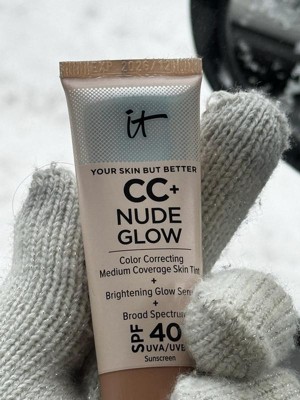 it
YOUR SKIN BUT BETTER
CC+
NUDE
GLOW
Color Correcting
Medium Coverage Skin Tint
+
Brightening Glow
+
Broad Spectrum
SPF 40
UVA/UVB
Sunscreen